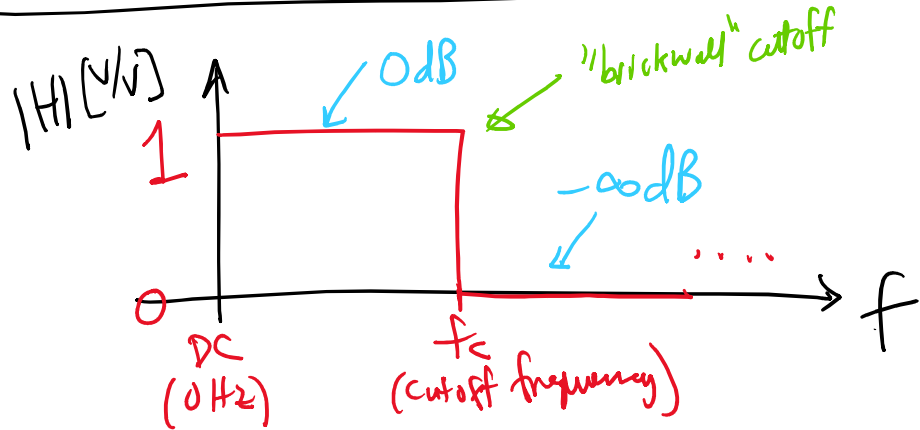 |H| [V/V]
0dB
"brickwall" cutoff
1
-∞dB
....
0
DC
(0Hz)
fc
(cutoff frequency)
f